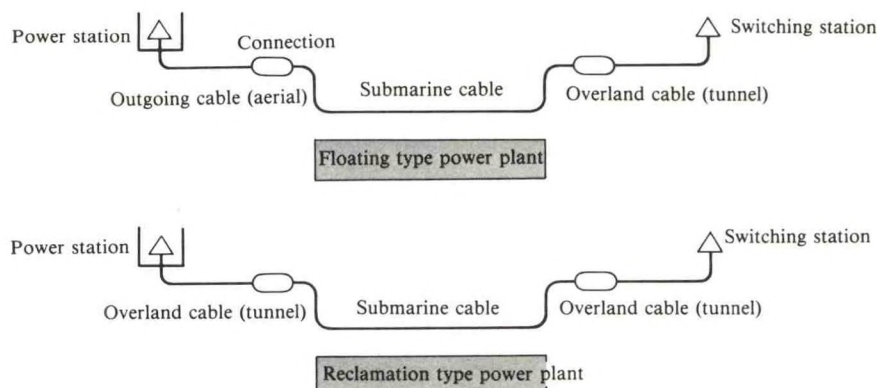 Power station
Connection
Switching station
Outgoing cable (aerial)
Submarine cable
Overland cable (tunnel)
Floating type power plant
Power station
Switching station
Overland cable (tunnel)
Submarine cable
Overland cable (tunnel)
Reclamation type power plant